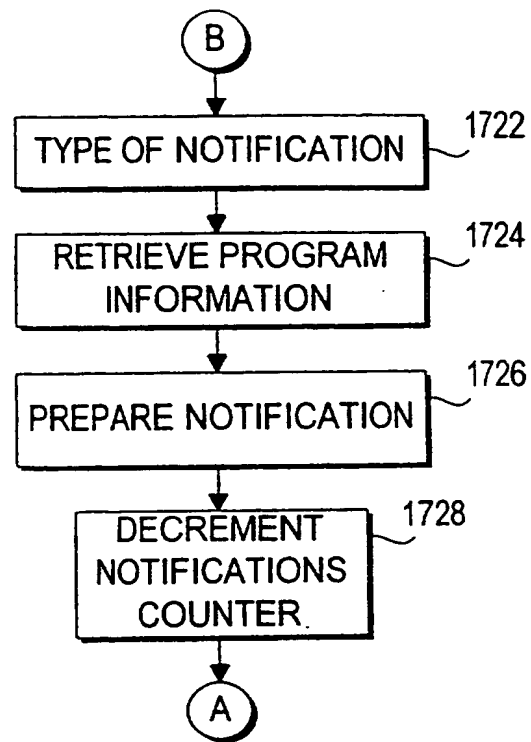 B
TYPE OF NOTIFICATION
1722
RETRIEVE PROGRAM
INFORMATION
1724
PREPARE NOTIFICATION
1726
DECREMENT
NOTIFICATIONS
COUNTER
1728
A